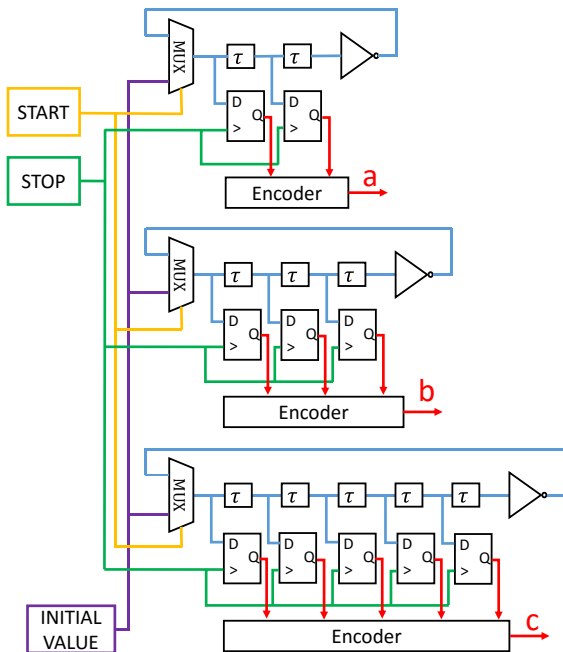 MUX
τ
τ
START
D
Q
>
D
Q
>
STOP
Encoder
a
MUX
τ
τ
τ
D
Q
>
D
Q
>
D
Q
>
Encoder
b
MUX
τ
τ
τ
τ
τ
D
Q
>
D
Q
>
D
Q
>
D
Q
>
D
Q
>
INITIAL
VALUE
Encoder
c